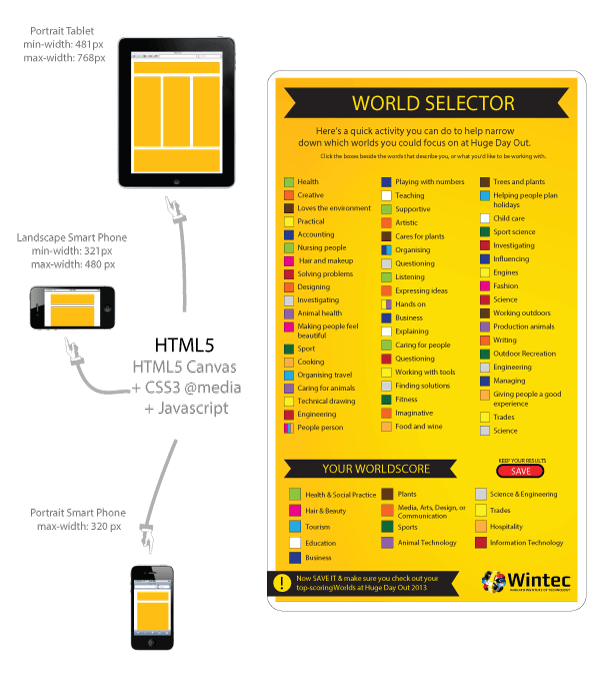 Portrait Tablet
min-width: 481px
max-width: 768px
Landscape Smart Phone
min-width: 321px
max-width: 480 px
HTML5
HTML5 Canvas
+ CSS3 @media
+ Javascript
Portrait Smart Phone
max-width: 320 px
WORLD SELECTOR
Here's a quick activity you can do to help narrow
down which worlds you could focus on at Huge Day Out.
Click the boxes beside the words that describe you, or what you'd like to be working with.
Health
Creative
Loves the environment
Practical
Accounting
Nursing people
Hair and makeup
Solving problems
Designing
Investigating
Animal health
Making people feel
beautiful
Sport
Cooking
Organising travel
Caring for animals
Technical drawing
Engineering
People person
Playing with numbers
Teaching
Supportive
Artistic
Cares for plants
Organising
Questioning
Listening
Expressing ideas
Hands on
Business
Explaining
Caring for people
Questioning
Working with tools
Finding solutions
Fitness
Imaginative
Food and wine
Trees and plants
Helping people plan
holidays
Child care
Sport science
Investigating
Influencing
Engines
Fashion
Science
Working outdoors
Production animals
Writing
Outdoor Recreation
Engineering
Managing
Giving people a good
experience
Trades
Science
YOUR WORLDSCORE
KEEP YOUR RESULTS
SAVE
Health & Social Practice
Hair & Beauty
Tourism
Education
Business
Plants
Media, Arts, Design, or
Communication
Sports
Animal Technology
Science & Engineering
Trades
Hospitality
Information Technology
! Now SAVE IT & make sure you check out your
top-scoringWorlds at Huge Day Out 2013
Wintec
WAIKATO INSTITUTE OF TECHNOLOGY